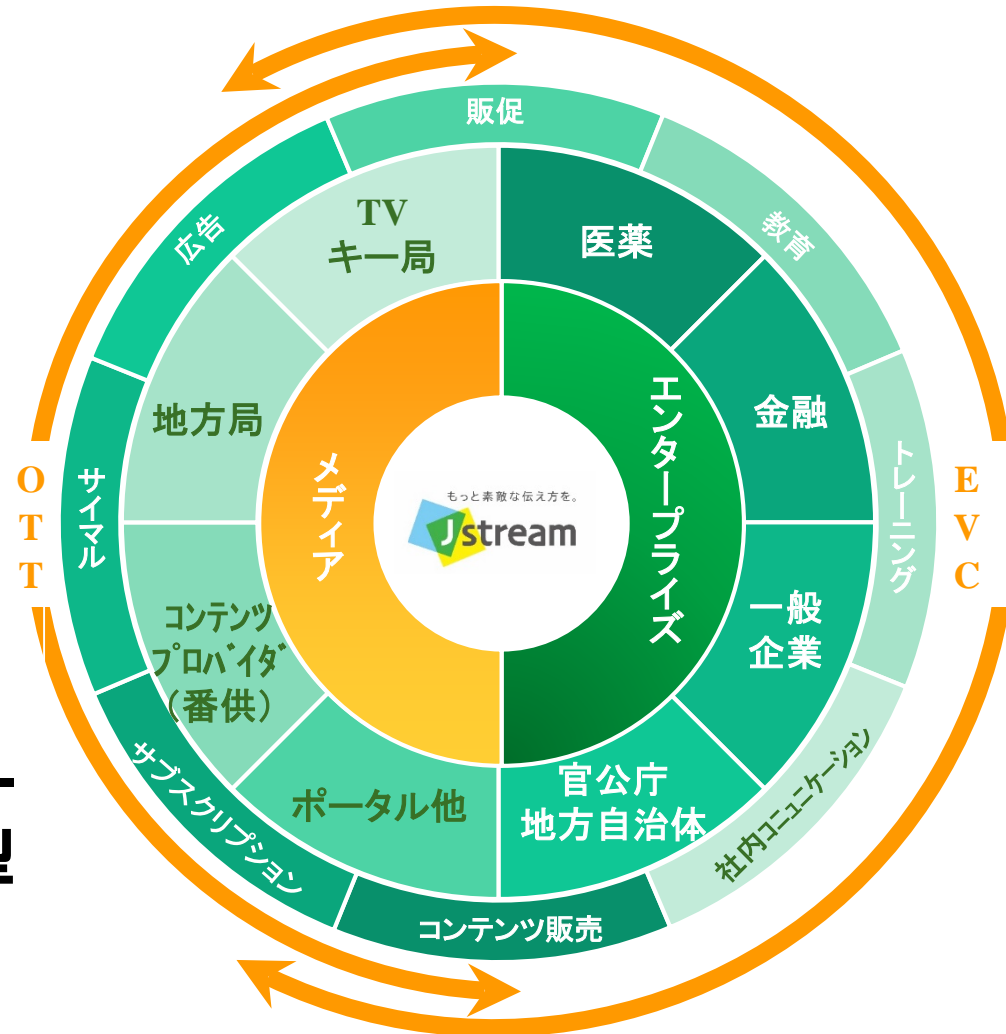 販促
広告
教育
TV
キー局
医薬
地方局
金融
サイマル
トレーニング
OTT
EVC
メディア
エンタープライズ
もっと素敵な伝え方を。
Jstream
コンテンツ
プロバイダ
(番供)
一般
企業
ポータル他
官公庁
地方自治体
サブスクリプション
社内コニュニケーション
コンテンツ販売